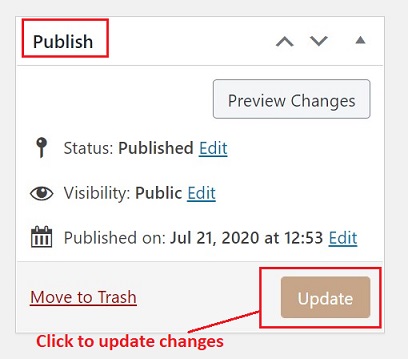 Publish
Preview Changes
Status: Published Edit
Visibility: Public Edit
Published on: Jul 21, 2020 at 12:53 Edit
Move to Trash
Update
Click to update changes